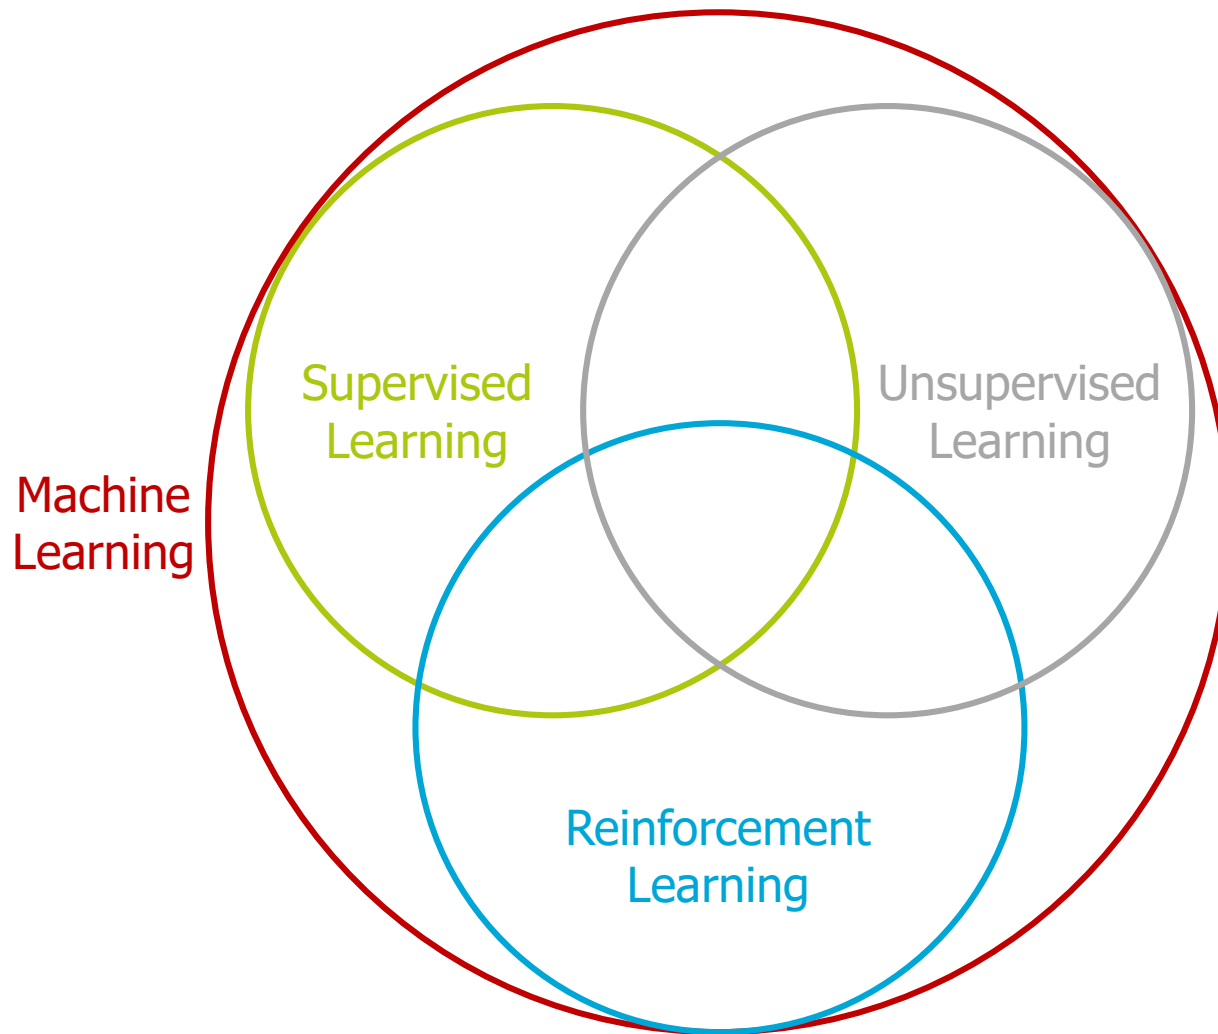 Supervised
Learning
Unsupervised
Learning
Machine
Learning
Reinforcement
Learning